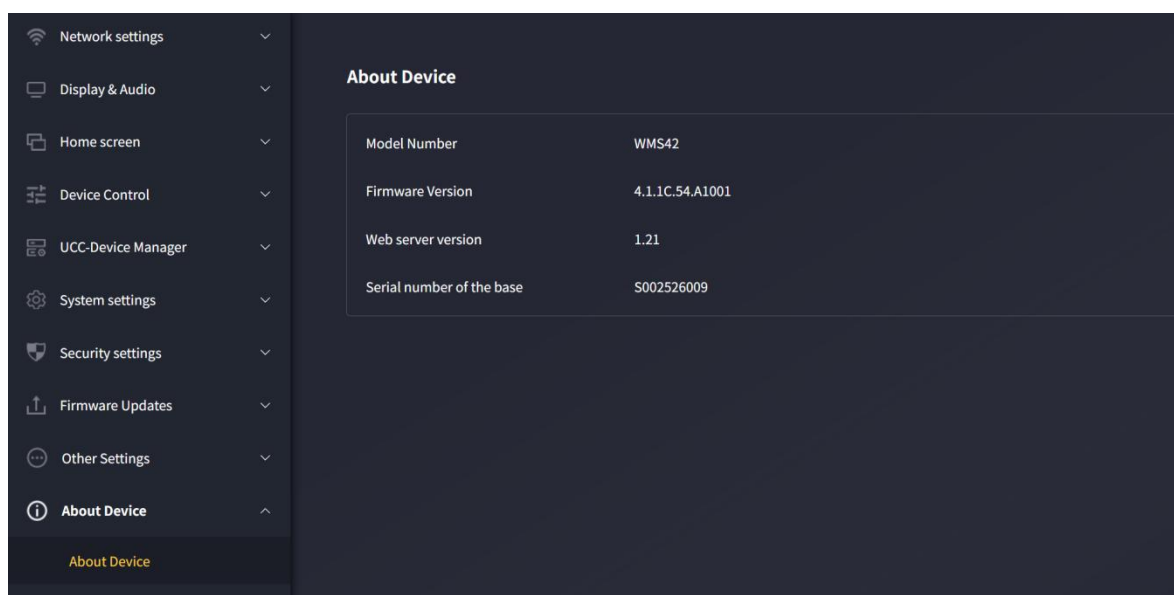 Network settings
Display & Audio
Home screen
Device Control
UCC-Device Manager
System settings
Security settings
Firmware Updates
Other Settings
About Device
About Device
About Device
Model Number WMS42
Firmware Version 4.1.1C.54.A1001
Web server version 1.21
Serial number of the base S002526009